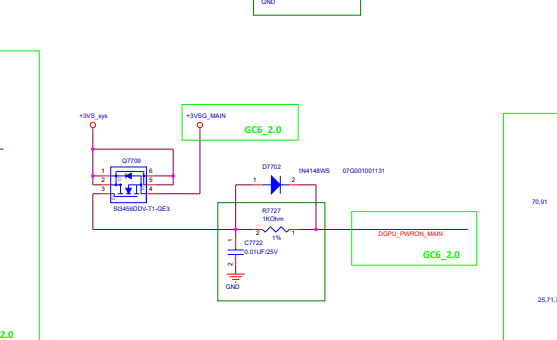 GND
+3VS_sys
+3VSG_MAIN
GC6_2.0
Q7709
1
2
3
6
5
4
SI3456DDV-T1-GE3
D7702
1N4148WS
07G001001131
1
2
R7727
1KOhm
2
1
1%
C7722
0.01UF/25V
1
2
GND
DGPU_PWRON_MAIN
GC6_2.0
70,91
25,71,7
2.0